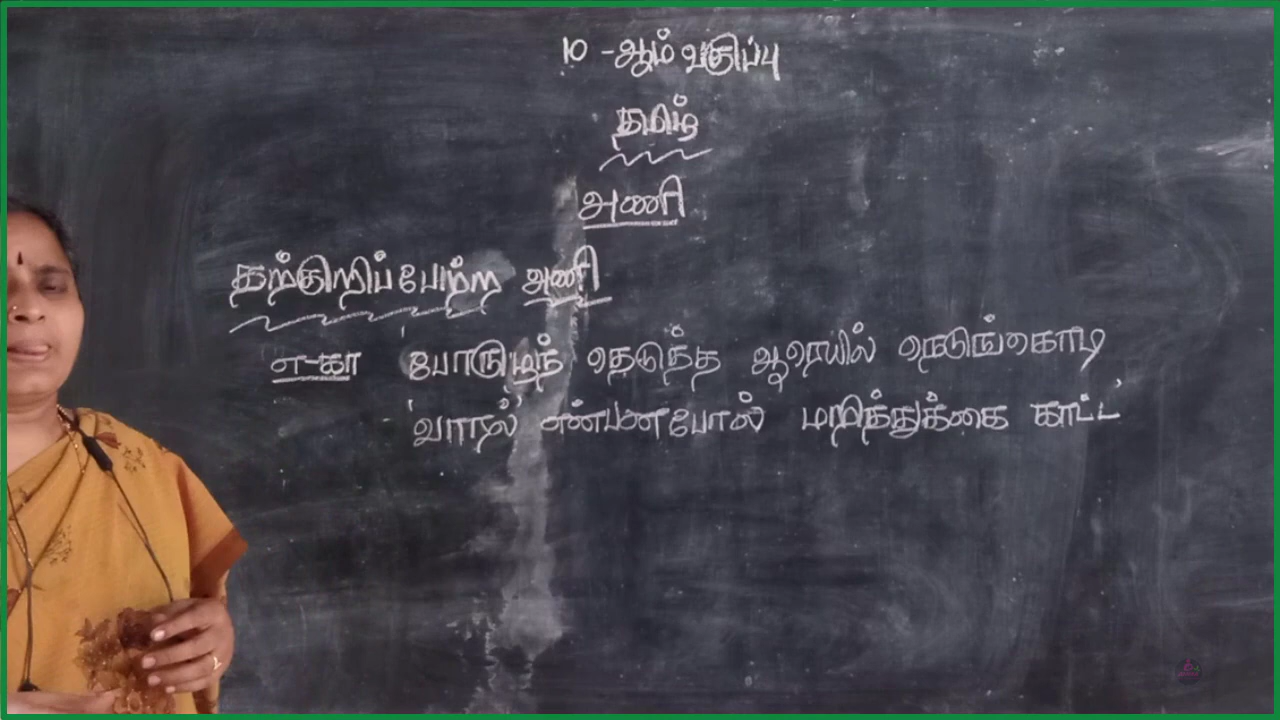 10 - ஆம் வகுப்பு
தமிழ்
அணி
தற்குறிப்பேற்ற அணி
எ-கா போருழந் தெடுத்த ஆரெயில் நெடுங்கொடி
'வாரல்' என்பனபோல் மறித்துக்கை காட்ட'